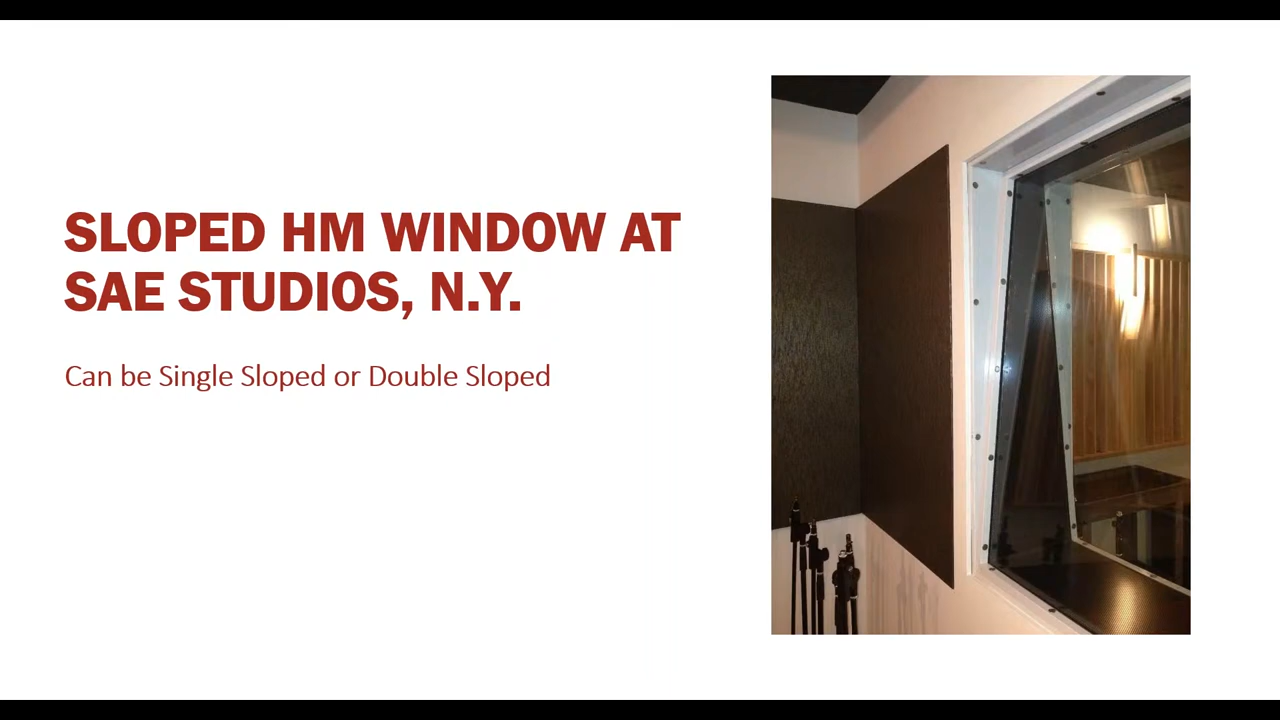 SLOPED HM WINDOW AT
SAE STUDIOS, N.Y.
Can be Single Sloped or Double Sloped